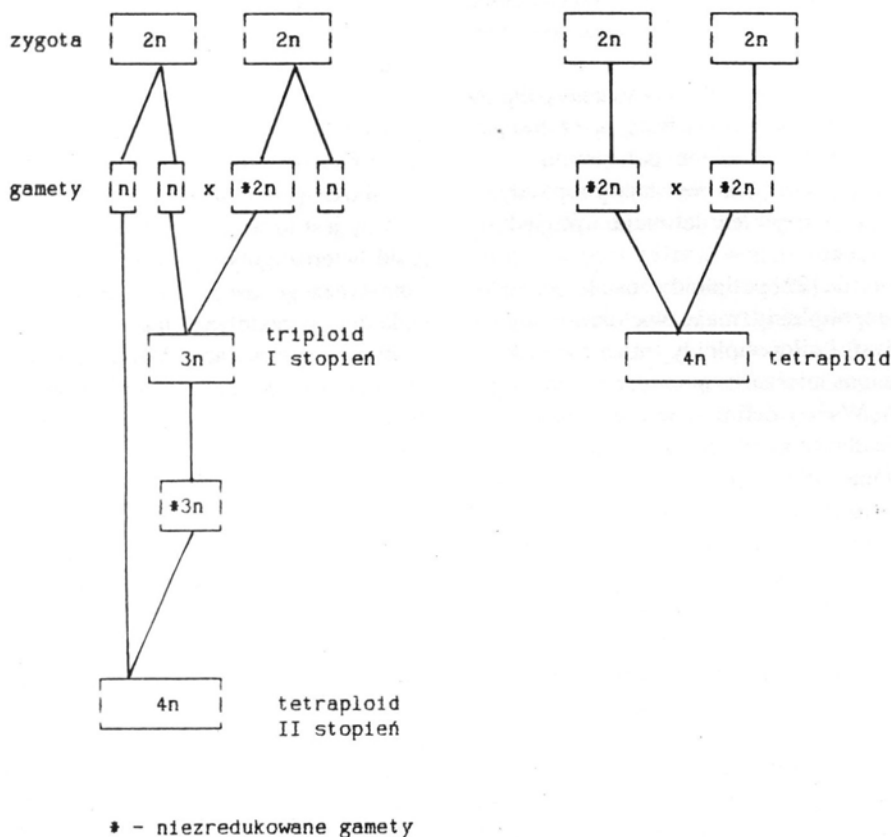 zygota 2n 2n 2n 2n
gamety n n x *2n n *2n x *2n
triploid
3n I stopień 4n tetraploid
*3n
4n tetraploid
II stopień
* - niezredukowane gamety